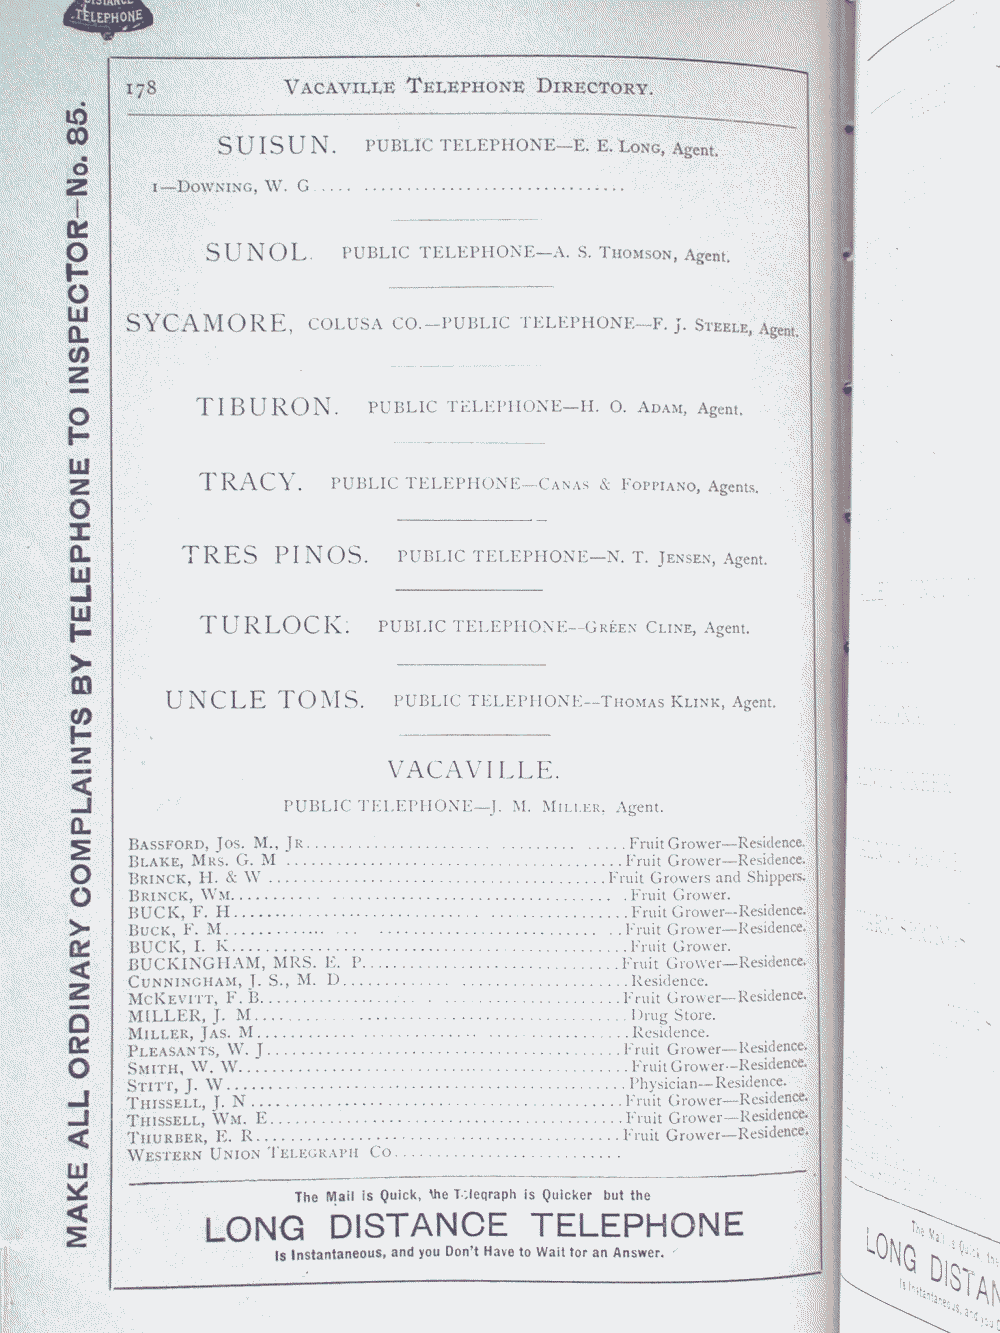 DISTANCE
TELEPHONE
MAKE ALL ORDINARY COMPLAINTS BY TELEPHONE TO INSPECTOR—No. 85.
178 VACAVILLE TELEPHONE DIRECTORY.
SUISUN. PUBLIC TELEPHONE—E. E. LONG, Agent.
1—DOWNING, W. G..... ..............................
SUNOL. PUBLIC TELEPHONE—A. S. THOMSON, Agent.
SYCAMORE, COLUSA CO.—PUBLIC TELEPHONE—F. J. STEELE, Agent.
TIBURON. PUBLIC TELEPHONE—H. O. ADAM, Agent.
TRACY. PUBLIC TELEPHONE—CANAS & FOPPIANO, Agents.
TRES PINOS. PUBLIC TELEPHONE—N. T. JENSEN, Agent.
TURLOCK. PUBLIC TELEPHONE—GREEN CLINE, Agent.
UNCLE TOMS. PUBLIC TELEPHONE—THOMAS KLINK, Agent.
VACAVILLE.
PUBLIC TELEPHONE—J. M. MILLER, Agent.
BASSFORD, JOS. M., JR..............................Fruit Grower—Residence.
BLAKE, MRS. G. M..............................Fruit Grower—Residence.
BRINCK, H. & W..............................Fruit Growers and Shippers.
BRINCK, WM..............................Fruit Grower.
BUCK, F. H..............................Fruit Grower—Residence.
BUCK, F. M..............................Fruit Grower—Residence.
BUCK, I. K..............................Fruit Grower.
BUCKINGHAM, MRS. E. P..............................Fruit Grower—Residence.
CUNNINGHAM, J. S., M. D..............................Residence.
MCKEVITT, F. B..............................Fruit Grower—Residence.
MILLER, J. M..............................Drug Store.
MILLER, JAS. M..............................Residence.
PLEASANTS, W. J..............................Fruit Grower—Residence.
SMITH, W. W..............................Fruit Grower—Residence.
STITT, J. W..............................Physician—Residence.
THISSELL, J. N..............................Fruit Grower—Residence.
THISSELL, WM. E..............................Fruit Grower—Residence.
THURBER, E. R..............................Fruit Grower—Residence.
WESTERN UNION TELEGRAPH CO..............................
The Mail is Quick, the Telegraph is Quicker but the
LONG DISTANCE TELEPHONE
Is Instantaneous, and you Don't Have to Wait for an Answer.
The Mail is Quick, the
LONG DISTAN
Is Instantaneous, and you